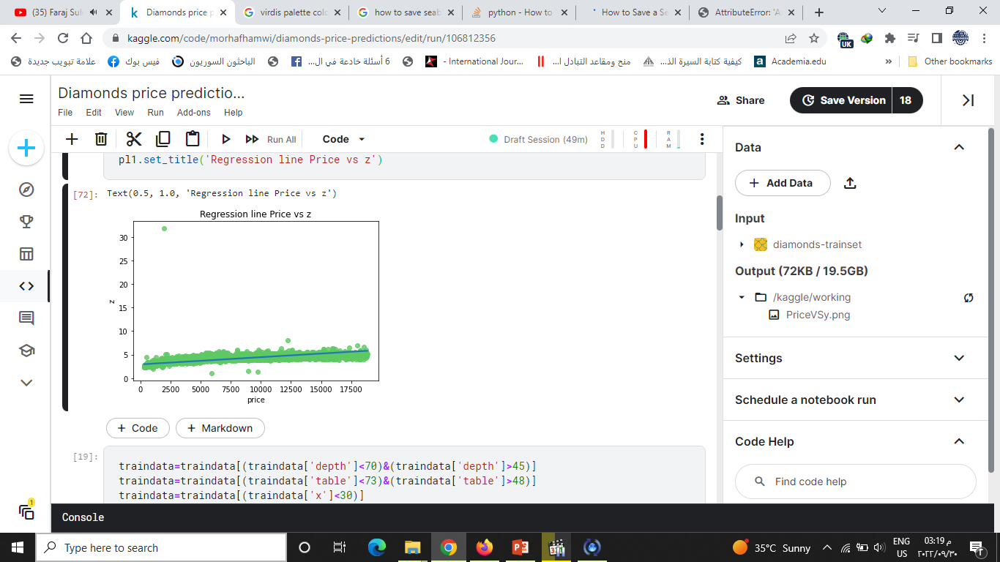 (35) Faraj Sul
Diamonds price p
virdis palette colo
how to save seab
python - How to
How to Save a Se
AttributeError: 'A
kaggle.com/code/morhafhamwi/diamonds-price-predictions/edit/run/106812356
UK
علامة تبويب جديدة
فيس بوك
الباحثون السوريون
6 أسئلة خادعة في ال...
- International Jour...
منح ومقاعد التبادل ا...
كيفية كتابة السيرة الذ...
Academia.edu
»
Other bookmarks
Diamonds price predictio...
File Edit View Run Add-ons Help
Share
Save Version 18
Run All
Code
Draft Session (49m)
HDD
CPU
RAM
pl1.set_title('Regression line Price vs z')
[72]:
Text(0.5, 1.0, 'Regression line Price vs z')
Regression line Price vs z
30
25
20
z
15
10
5
0
0 2500 5000 7500 10000 12500 15000 17500
price
+ Code
+ Markdown
[19]:
traindata=traindata[(traindata['depth']<70)&(traindata['depth']>45)]
traindata=traindata[(traindata['table']<73)&(traindata['table']>48)]
traindata=traindata[(traindata['x']<30)]
Data
+ Add Data
Input
diamonds-trainset
Output (72KB / 19.5GB)
/kaggle/working
PriceVSy.png
Settings
Schedule a notebook run
Code Help
Find code help
1
Console
Type here to search
35°C Sunny
ENG
US
03:19 م
٢٠٢٢/٠٩/٣٠
٢